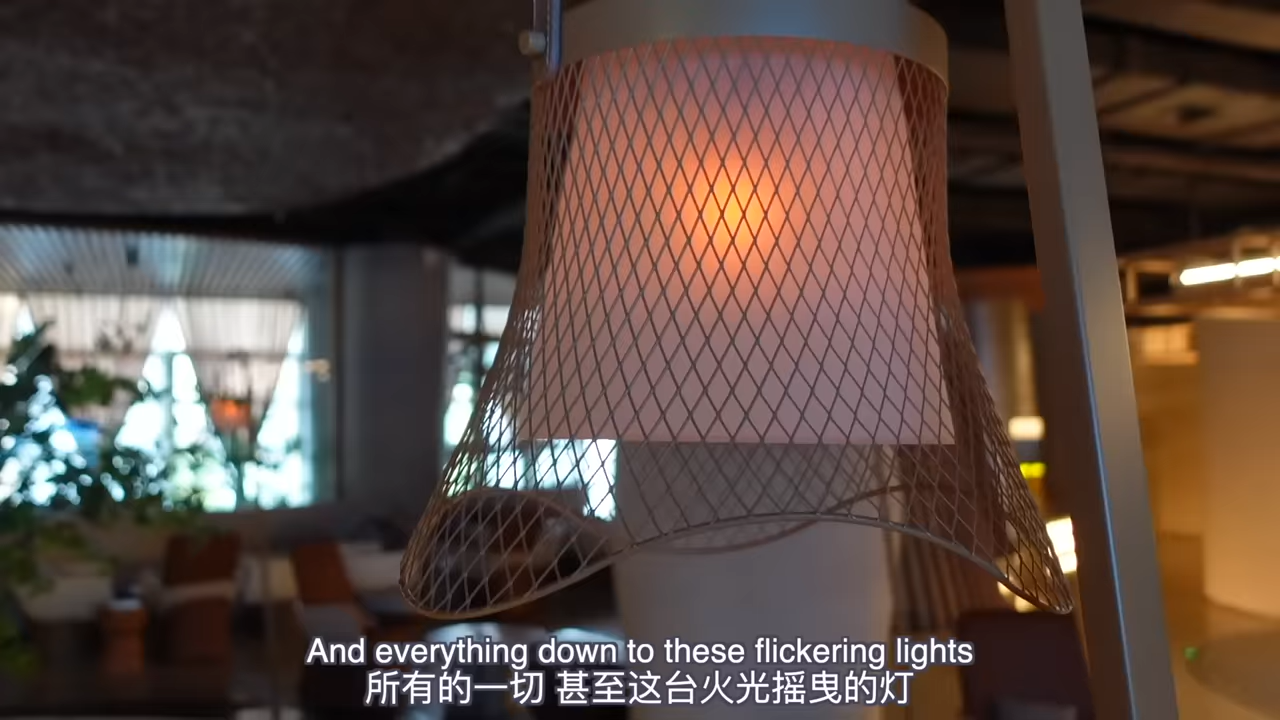 And everything down to these flickering lights
所有的一切 甚至这台火光摇曳的灯